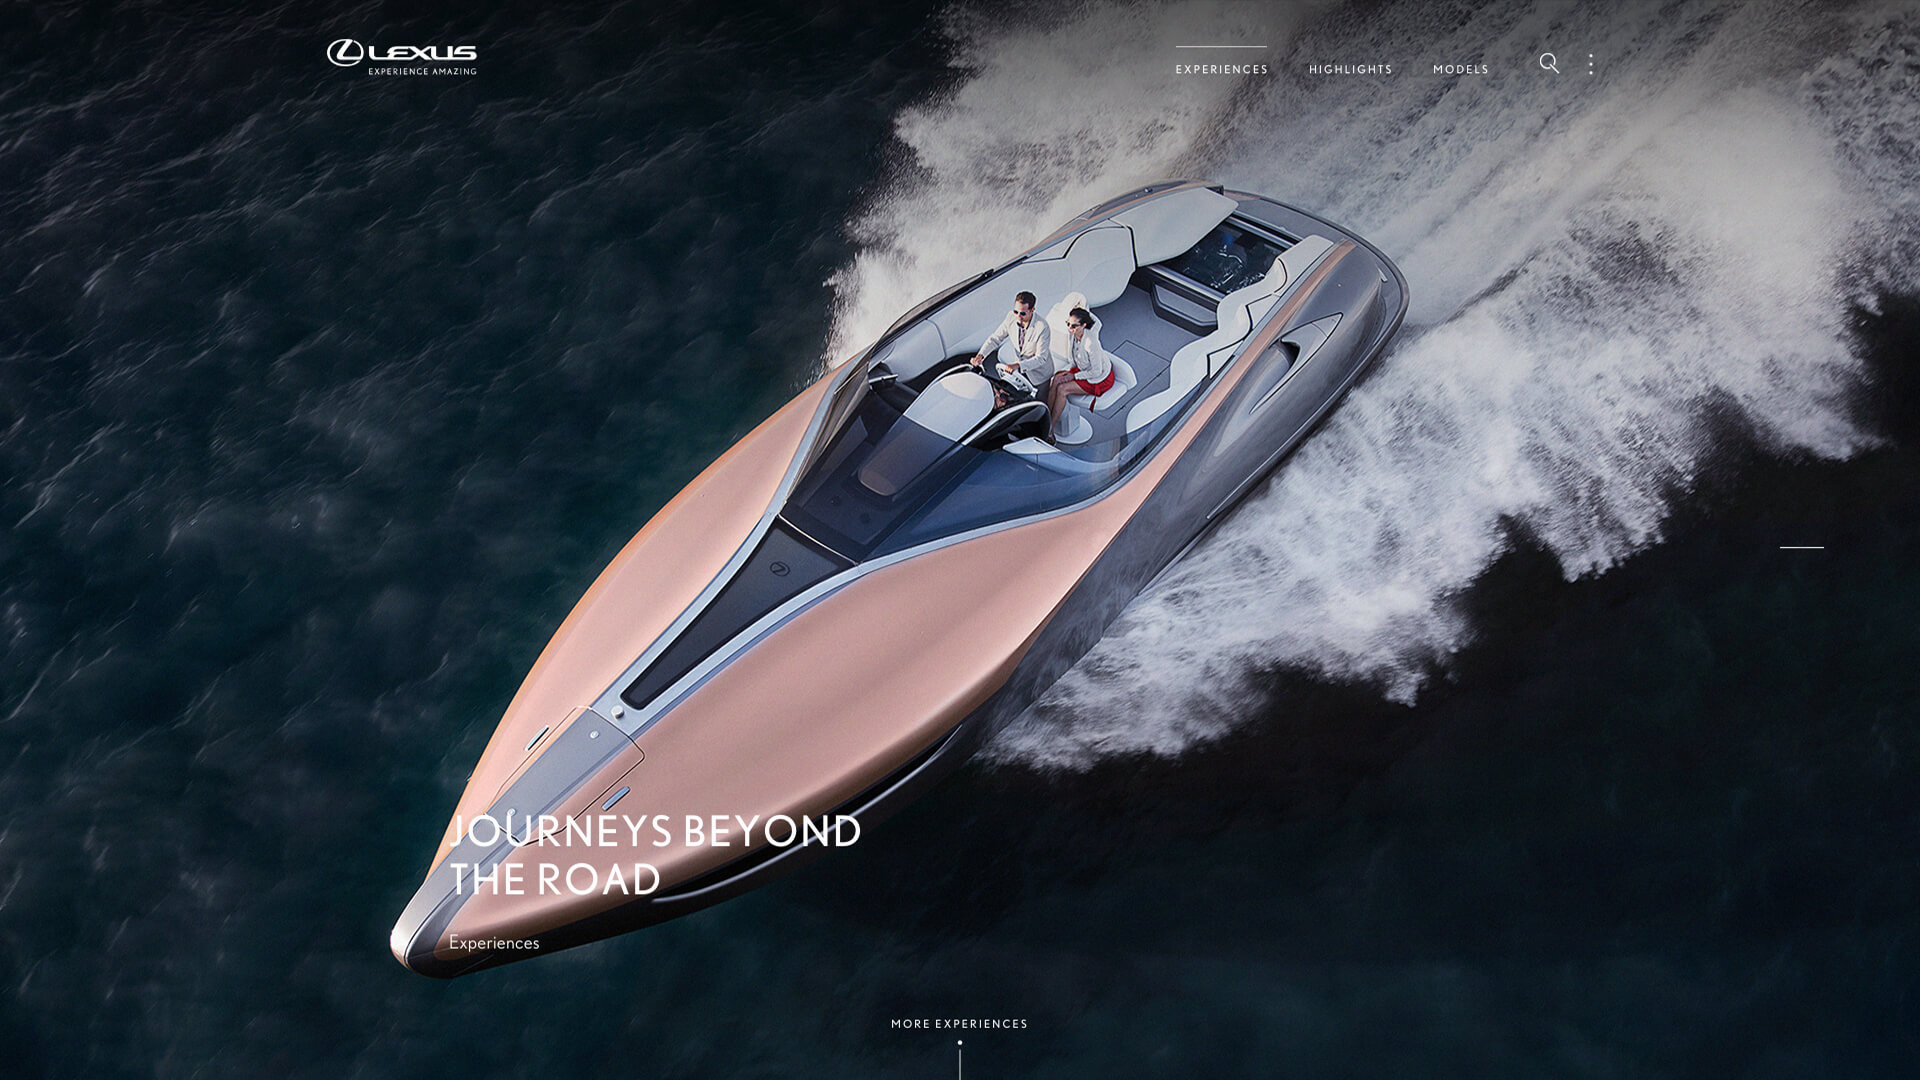 LEXUS
EXPERIENCE AMAZING
EXPERIENCES
HIGHLIGHTS
MODELS
JOURNEYS BEYOND
THE ROAD
Experiences
MORE EXPERIENCES